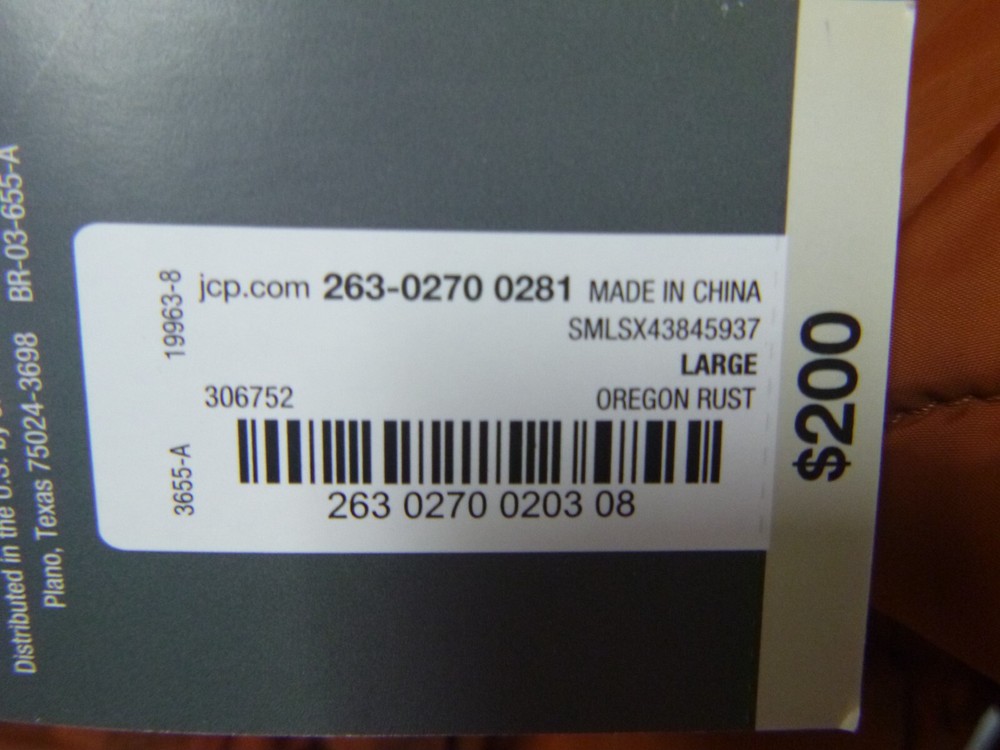 jcp.com 263-0270 0281 MADE IN CHINA
SMLSX43845937
LARGE
306752 OREGON RUST
263 0270 0203 08
19963-8
3655-A
$200
Distributed in the U.S. by
Plano, Texas 75024-3698 BR-03-655-A